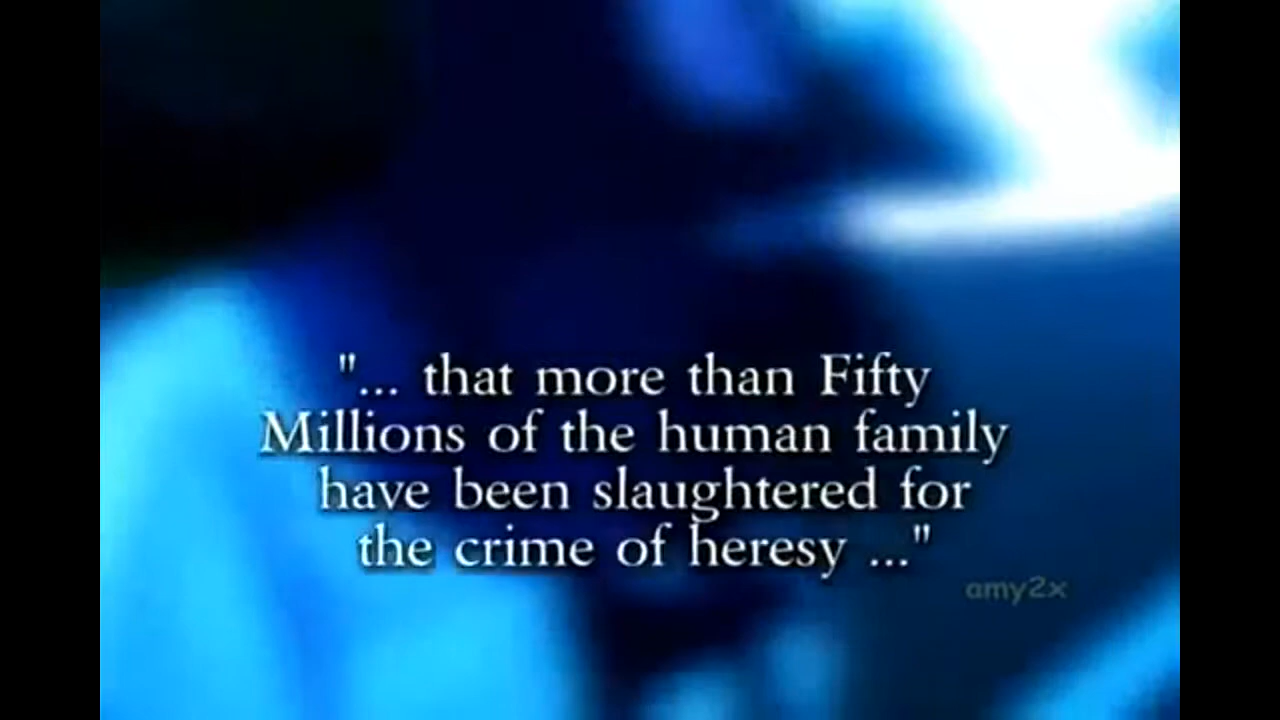 "... that more than Fifty
Millions of the human family
have been slaughtered for
the crime of heresy ..."
amy2x